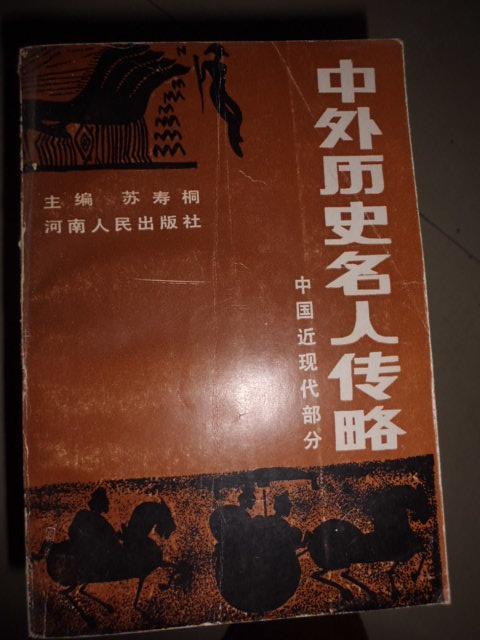 中外历史名人传略
中国近现代部分
主编 苏寿桐
河南人民出版社